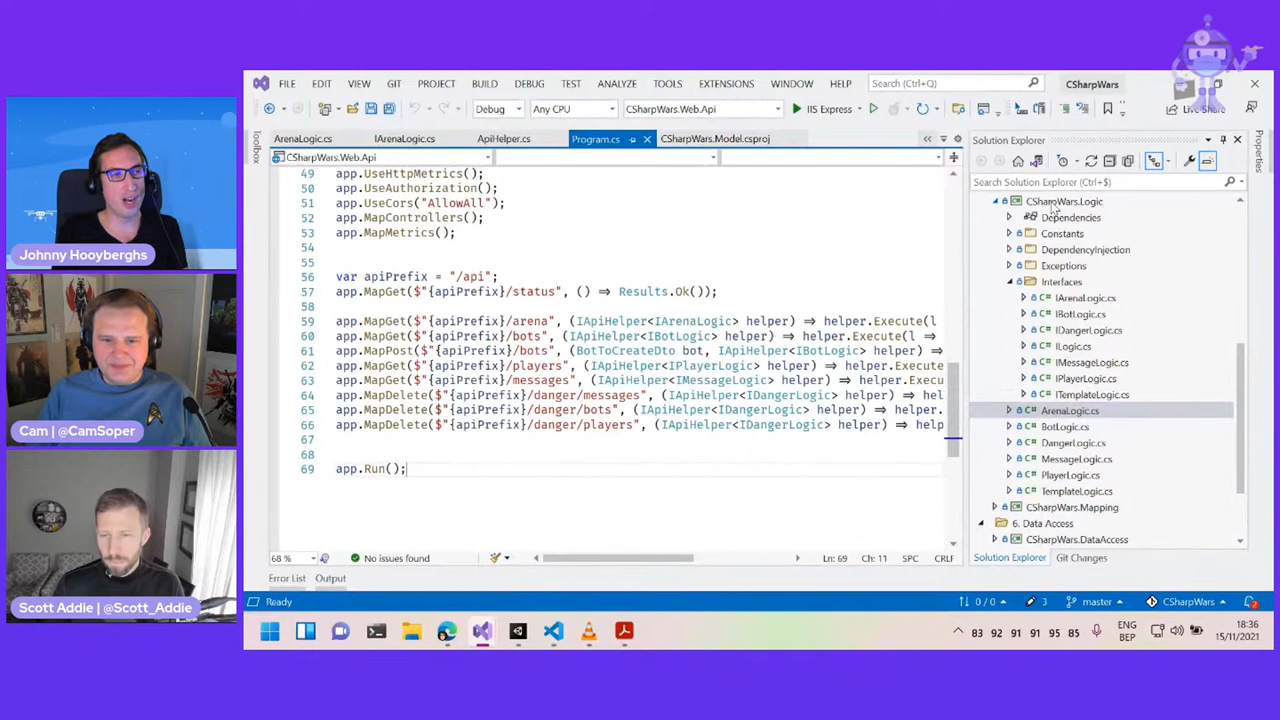 Johnny Hooyberghs
Cam | @CamSoper
Scott Addie | @Scott_Addie
FILE EDIT VIEW GIT PROJECT BUILD DEBUG TEST ANALYZE TOOLS EXTENSIONS WINDOW HELP Search (Ctrl+Q) CSharpWars
Debug Any CPU CSharpWars.Web.Api IIS Express Live Share
Toolbox
ArenaLogic.cs IArenaLogic.cs ApiHelper.cs Program.cs CSharpWars.Model.csproj
CSharpWars.Web.Api
49 app.UseHttpMetrics();
50 app.UseAuthorization();
51 app.UseCors("AllowAll");
52 app.MapControllers();
53 app.MapMetrics();
54
55
56 var apiPrefix = "/api";
57 app.MapGet($"{apiPrefix}/status", () => Results.Ok());
58
59 app.MapGet($"{apiPrefix}/arena", (IApiHelper<IArenaLogic> helper) => helper.Execute(l
60 app.MapGet($"{apiPrefix}/bots", (IApiHelper<IBotLogic> helper) => helper.Execute(l =>
61 app.MapPost($"{apiPrefix}/bots", (BotToCreateDto bot, IApiHelper<IBotLogic> helper) =>
62 app.MapGet($"{apiPrefix}/players", (IApiHelper<IPlayerLogic> helper) => helper.Execute
63 app.MapGet($"{apiPrefix}/messages", (IApiHelper<IMessageLogic> helper) => helper.Execu
64 app.MapDelete($"{apiPrefix}/danger/messages", (IApiHelper<IDangerLogic> helper) => hel
65 app.MapDelete($"{apiPrefix}/danger/bots", (IApiHelper<IDangerLogic> helper) => helper.
66 app.MapDelete($"{apiPrefix}/danger/players", (IApiHelper<IDangerLogic> helper) => help
67
68
69 app.Run();
68 % No issues found Ln: 69 Ch: 11 SPC CRLF
Error List Output
Solution Explorer
Properties
Search Solution Explorer (Ctrl+$)
CSharpWars.Logic
Dependencies
Constants
DependencyInjection
Exceptions
Interfaces
C# IArenaLogic.cs
C# IBotLogic.cs
C# IDangerLogic.cs
C# ILogic.cs
C# IMessageLogic.cs
C# IPlayerLogic.cs
C# ITemplateLogic.cs
C# ArenaLogic.cs
C# BotLogic.cs
C# DangerLogic.cs
C# MessageLogic.cs
C# PlayerLogic.cs
C# TemplateLogic.cs
CSharpWars.Mapping
6. Data Access
CSharpWars.DataAccess
Solution Explorer Git Changes
Ready 0 / 0 3 master CSharpWars 2
83 92 91 91 95 85 ENG BEP 18:36 15/11/2021